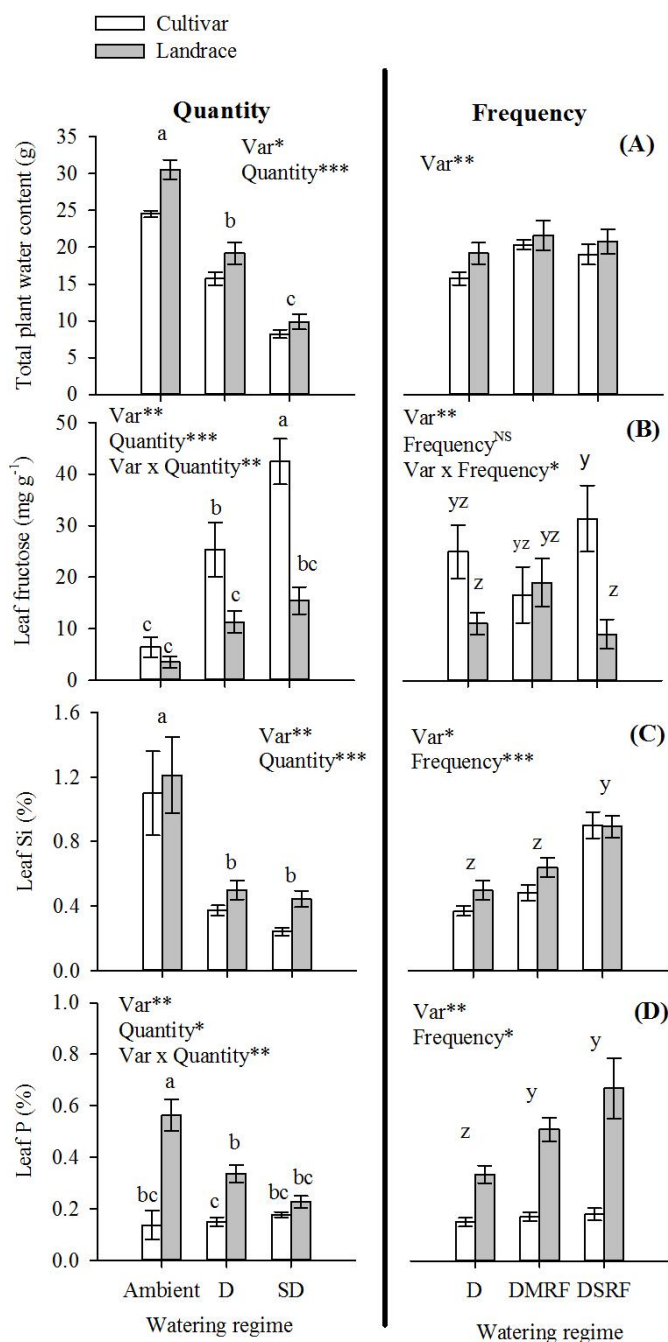 Cultivar
Landrace
Quantity
Frequency
(A)
Total plant water content (g)
35
30
25
20
15
10
5
0
a
b
c
Var*
Quantity***
Var**
(B)
Leaf fructose (mg g⁻¹)
50
40
30
20
10
0
Var**
Quantity***
Var x Quantity**
c
c
b
c
a
bc
Var**
Frequency^NS
Var x Frequency*
yz
z
yz
yz
y
z
(C)
Leaf Si (%)
1.6
1.2
0.8
0.4
0.0
a
b
b
Var**
Quantity***
Var*
Frequency***
z
z
y
(D)
Leaf P (%)
1.0
0.8
0.6
0.4
0.2
0.0
Var**
Quantity*
Var x Quantity**
bc
a
c
b
bc
bc
Var**
Frequency*
z
y
y
Ambient
D
SD
Watering regime
D
DMRF
DSRF
Watering regime